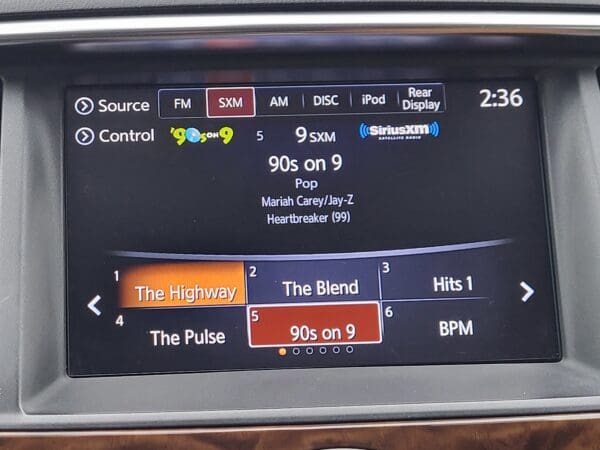 Source FM SXM AM DISC iPod Rear Display 2:36
Control '90s ON 9 5 9 SXM ((SiriusXM))
SATELLITE RADIO
90s on 9
Pop
Mariah Carey/Jay-Z
Heartbreaker (99)
1 The Highway 2 The Blend 3 Hits 1
4 The Pulse 5 90s on 9 6 BPM